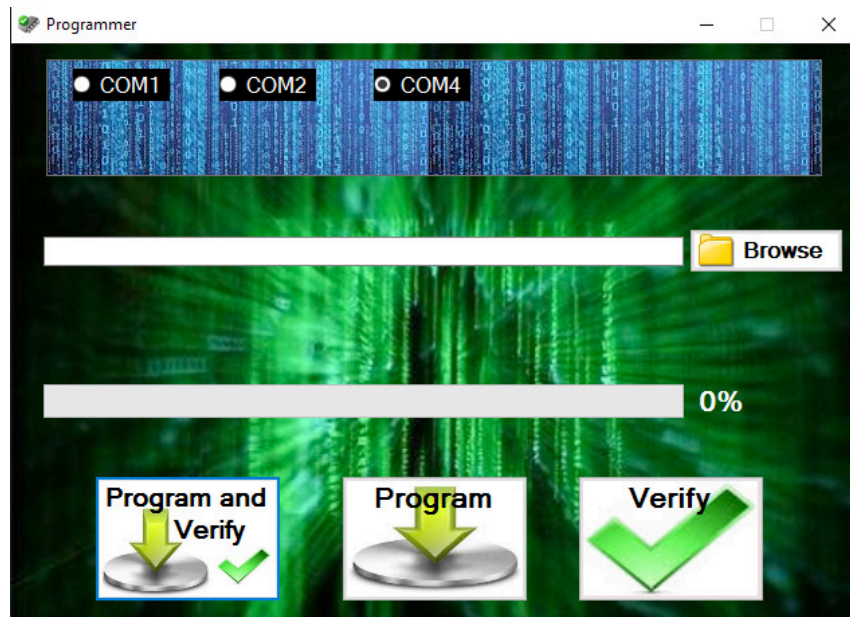 Programmer
COM1 COM2 COM4
Browse
0%
Program and
Verify
Program
Verify